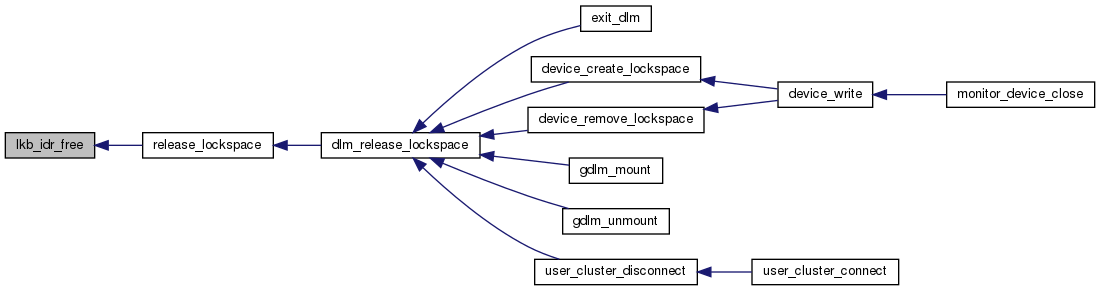 exit_dlm
device_create_lockspace
device_write
monitor_device_close
device_remove_lockspace
lkb_idr_free
release_lockspace
dlm_release_lockspace
gdlm_mount
gdlm_unmount
user_cluster_disconnect
user_cluster_connect